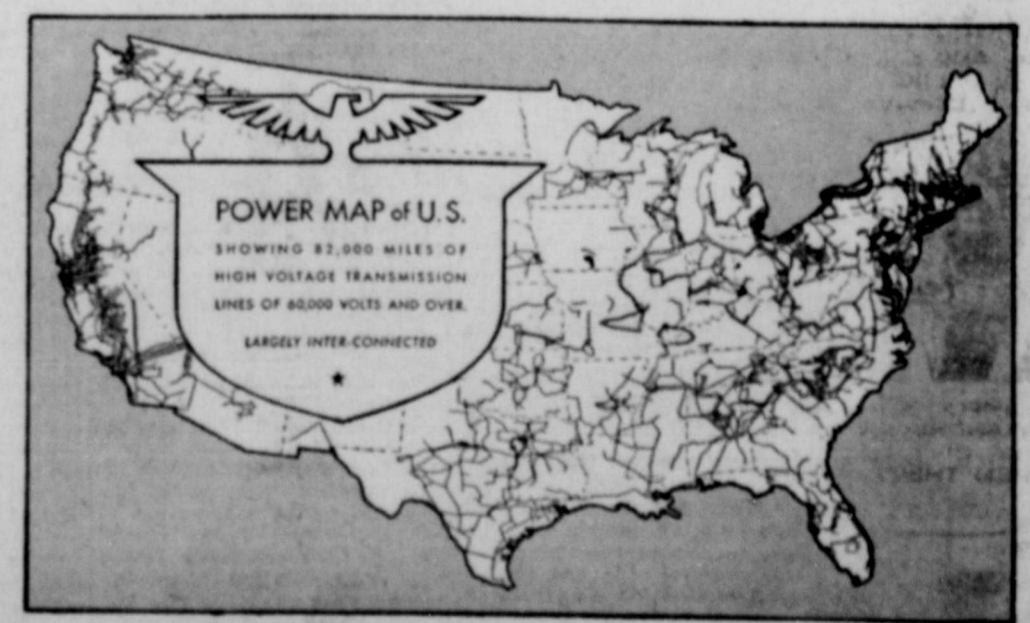 POWER MAP of U.S.
SHOWING 82,000 MILES OF
HIGH VOLTAGE TRANSMISSION
LINES OF 60,000 VOLTS AND OVER.
LARGELY INTER-CONNECTED